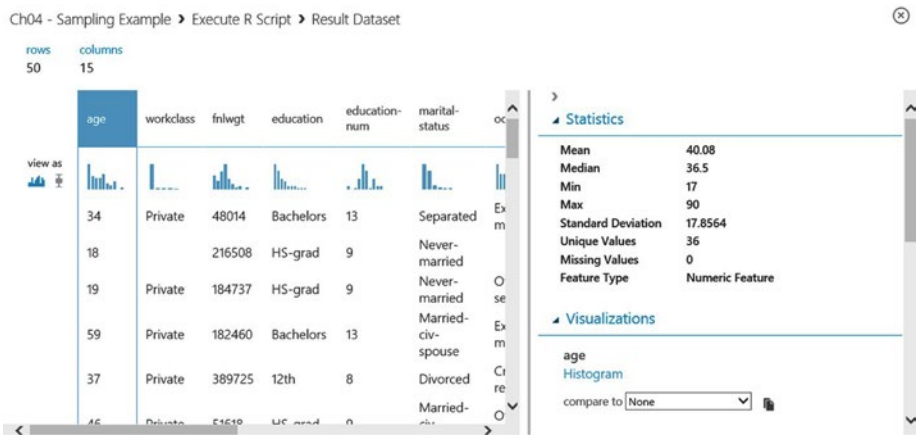 Ch04 - Sampling Example > Execute R Script > Result Dataset
rows columns
50 15
age workclass fnlwgt education education-num marital-status
view as
34 Private 48014 Bachelors 13 Separated
18 216508 HS-grad 9 Never-married
19 Private 184737 HS-grad 9 Never-married
59 Private 182460 Bachelors 13 Married-civ-spouse
37 Private 389725 12th 8 Divorced
Married-
Statistics
Mean 40.08
Median 36.5
Min 17
Max 90
Standard Deviation 17.8564
Unique Values 36
Missing Values 0
Feature Type Numeric Feature
Visualizations
age
Histogram
compare to None